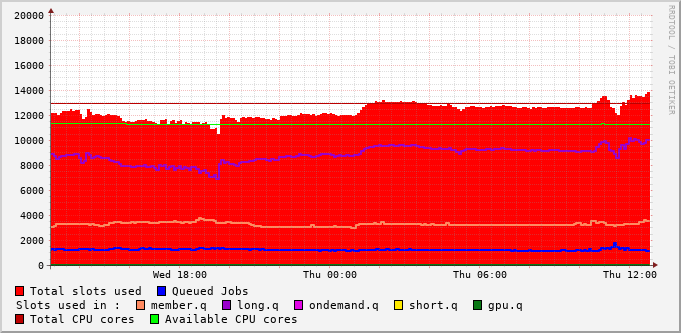 20000
18000
16000
14000
12000
10000
8000
6000
4000
2000
0
Wed 18:00 Thu 00:00 Thu 06:00 Thu 12:00
RRDTOOL / TOBI OETIKER
Total slots used Queued Jobs
Slots used in : member.q long.q ondemand.q short.q gpu.q
Total CPU cores Available CPU cores